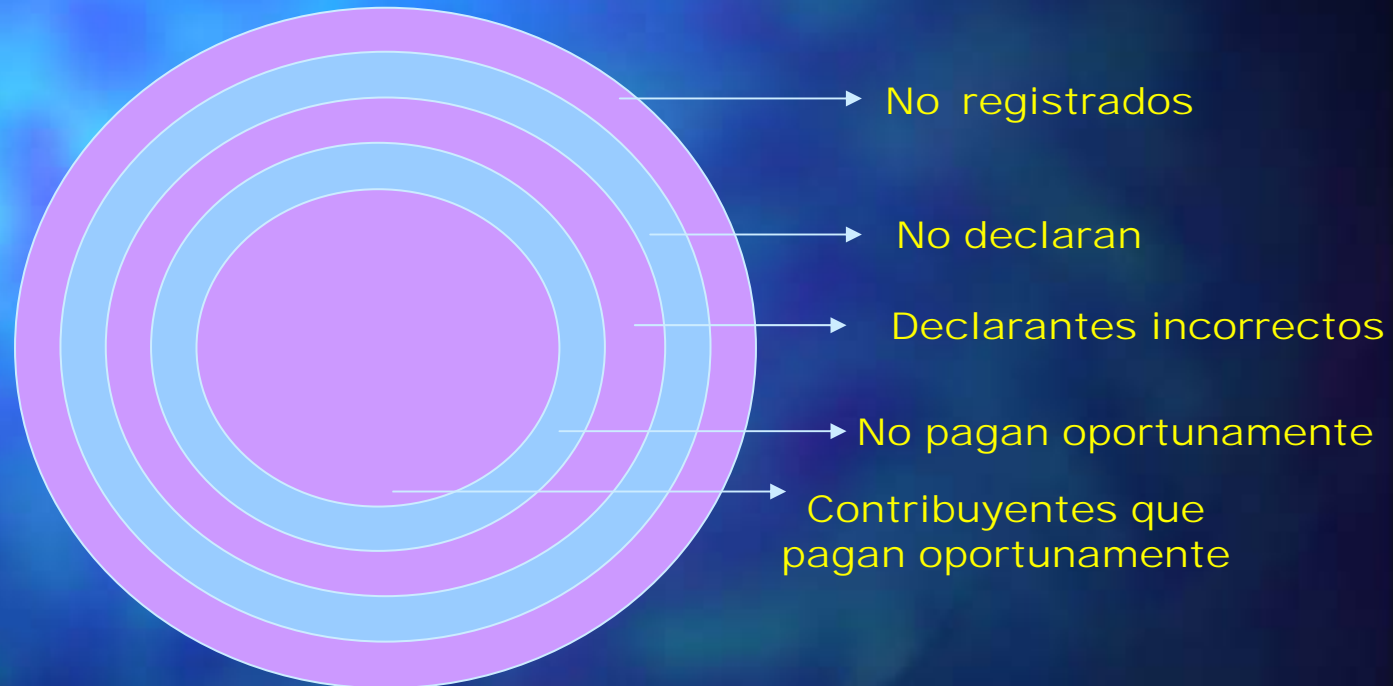 No registrados
No declaran
Declarantes incorrectos
No pagan oportunamente
Contribuyentes que
pagan oportunamente